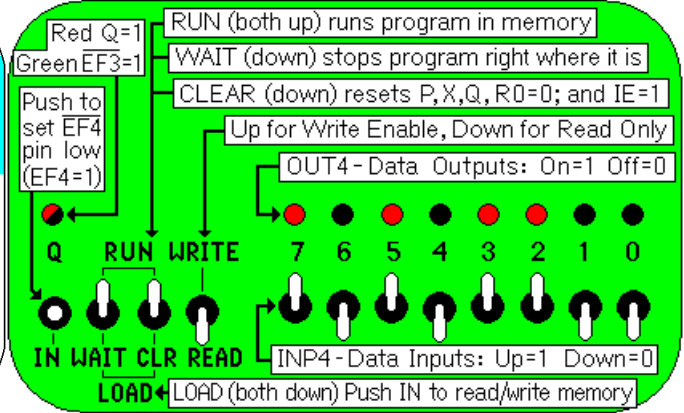 Red Q=1
Green EF3=1
RUN (both up) runs program in memory
WAIT (down) stops program right where it is
CLEAR (down) resets P,X,Q,R0=0; and IE=1
Push to
set EF4
pin low
(EF4=1)
Up for Write Enable, Down for Read Only
OUT4-Data Outputs: On=1 Off=0
Q RUN WRITE 7 6 5 4 3 2 1 0
IN WAIT CLR READ
INP4-Data Inputs: Up=1 Down=0
LOAD
LOAD (both down) Push IN to read/write memory